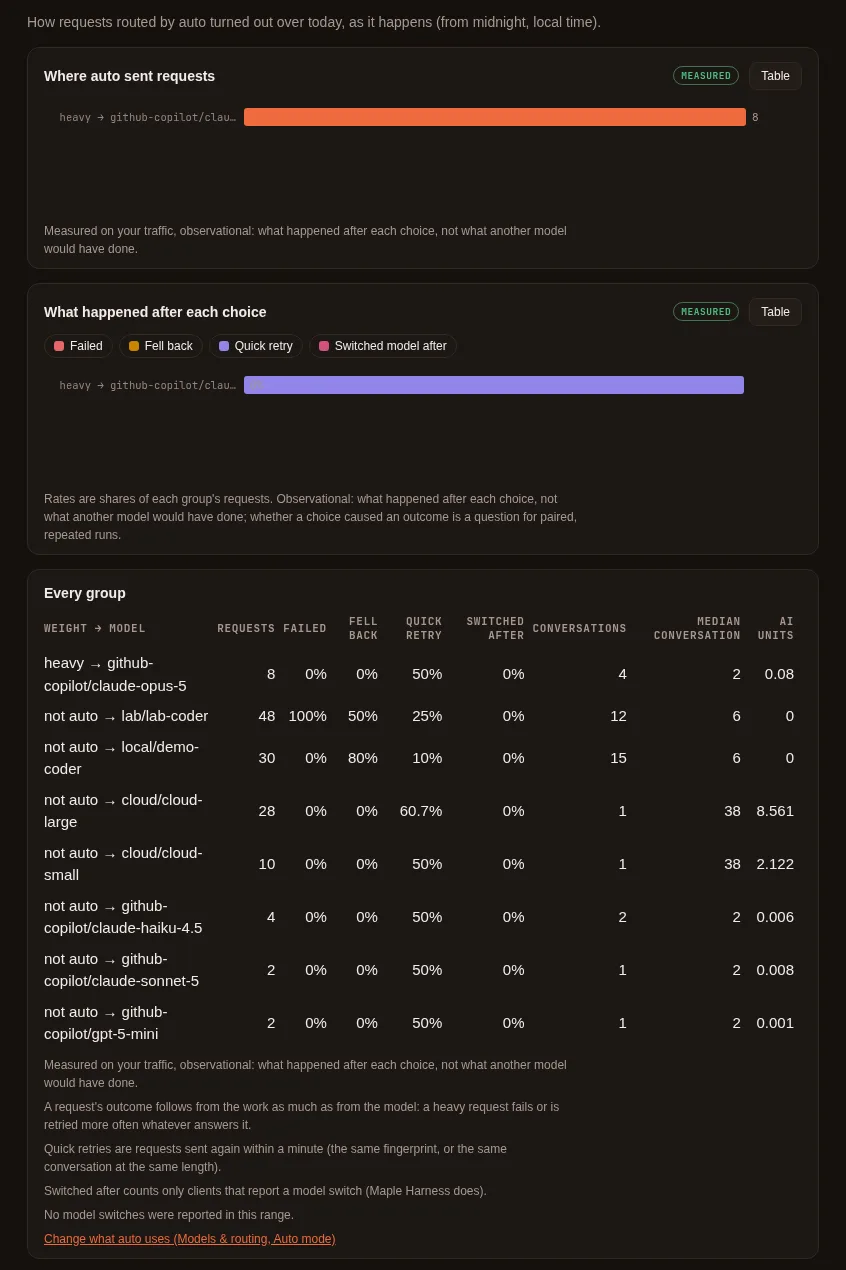 How requests routed by auto turned out over today, as it happens (from midnight, local time).
Where auto sent requests
MEASURED
Table
heavy → github-copilot/clau…
8
Measured on your traffic, observational: what happened after each choice, not what another model
would have done.
What happened after each choice
MEASURED
Table
Failed
Fell back
Quick retry
Switched model after
heavy → github-copilot/clau…
Rates are shares of each group's requests. Observational: what happened after each choice, not
what another model would have done; whether a choice caused an outcome is a question for paired,
repeated runs.
Every group
WEIGHT → MODEL REQUESTS FAILED FELL BACK QUICK RETRY SWITCHED AFTER CONVERSATIONS MEDIAN CONVERSATION AI UNITS
heavy → github-
copilot/claude-opus-5 8 0% 0% 50% 0% 4 2 0.08
not auto → lab/lab-coder 48 100% 50% 25% 0% 12 6 0
not auto → local/demo-
coder 30 0% 80% 10% 0% 15 6 0
not auto → cloud/cloud-
large 28 0% 0% 60.7% 0% 1 38 8.561
not auto → cloud/cloud-
small 10 0% 0% 50% 0% 1 38 2.122
not auto → github-
copilot/claude-haiku-4.5 4 0% 0% 50% 0% 2 2 0.006
not auto → github-
copilot/claude-sonnet-5 2 0% 0% 50% 0% 1 2 0.008
not auto → github-
copilot/gpt-5-mini 2 0% 0% 50% 0% 1 2 0.001
Measured on your traffic, observational: what happened after each choice, not what another model
would have done.
A request's outcome follows from the work as much as from the model: a heavy request fails or is
retried more often whatever answers it.
Quick retries are requests sent again within a minute (the same fingerprint, or the same
conversation at the same length).
Switched after counts only clients that report a model switch (Maple Harness does).
No model switches were reported in this range.
Change what auto uses (Models & routing, Auto mode)